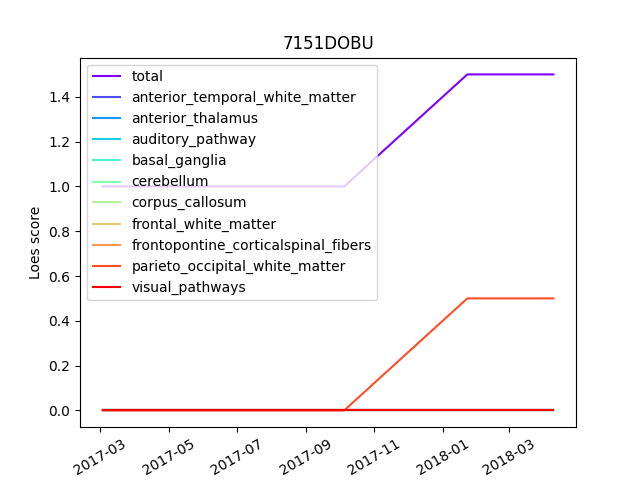 7151DOBU
total
anterior_temporal_white_matter
anterior_thalamus
auditory_pathway
basal_ganglia
cerebellum
corpus_callosum
frontal_white_matter
frontopontine_corticalspinal_fibers
parieto_occipital_white_matter
visual_pathways
Loes score
1.4
1.2
1.0
0.8
0.6
0.4
0.2
0.0
2017-03
2017-05
2017-07
2017-09
2017-11
2018-01
2018-03